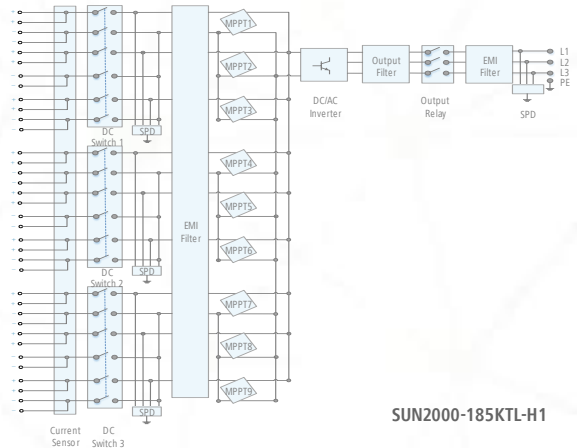 MPPT1
MPPT2
MPPT3
DC
Switch 1
SPD
MPPT4
MPPT5
MPPT6
EMI
Filter
DC
Switch 2
SPD
MPPT7
MPPT8
MPPT9
SPD
Current
Sensor
DC
Switch 3
DC/AC
Inverter
Output
Filter
Output
Relay
EMI
Filter
L1
L2
L3
PE
SPD
SUN2000-185KTL-H1